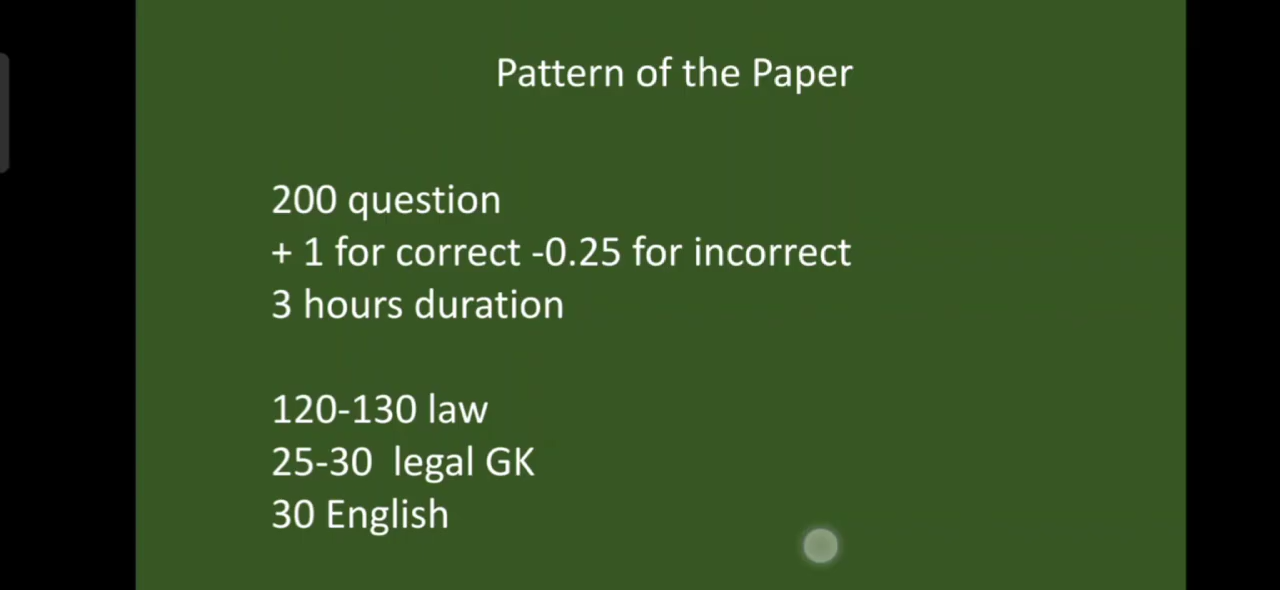 Pattern of the Paper
200 question
+ 1 for correct -0.25 for incorrect
3 hours duration
120-130 law
25-30 legal GK
30 English